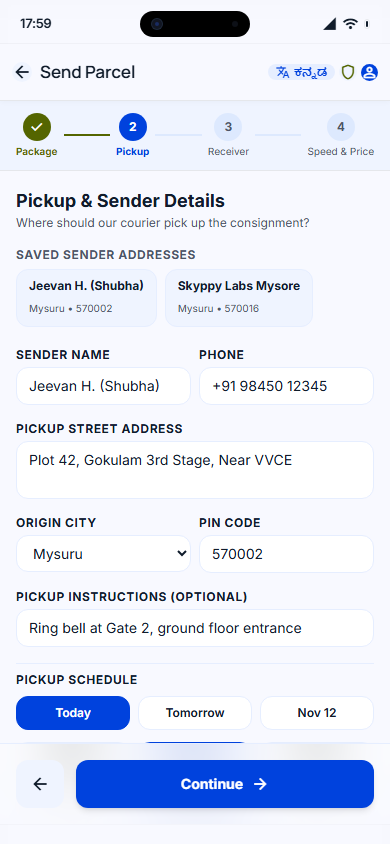 17:59
Send Parcel
ಕನ್ನಡ
2
3
4
Package
Pickup
Receiver
Speed & Price
Pickup & Sender Details
Where should our courier pick up the consignment?
SAVED SENDER ADDRESSES
Jeevan H. (Shubha)
Mysuru • 570002
Skyppy Labs Mysore
Mysuru • 570016
SENDER NAME
PHONE
Jeevan H. (Shubha)
+91 98450 12345
PICKUP STREET ADDRESS
Plot 42, Gokulam 3rd Stage, Near VVCE
ORIGIN CITY
PIN CODE
Mysuru
570002
PICKUP INSTRUCTIONS (OPTIONAL)
Ring bell at Gate 2, ground floor entrance
PICKUP SCHEDULE
Today
Tomorrow
Nov 12
Continue